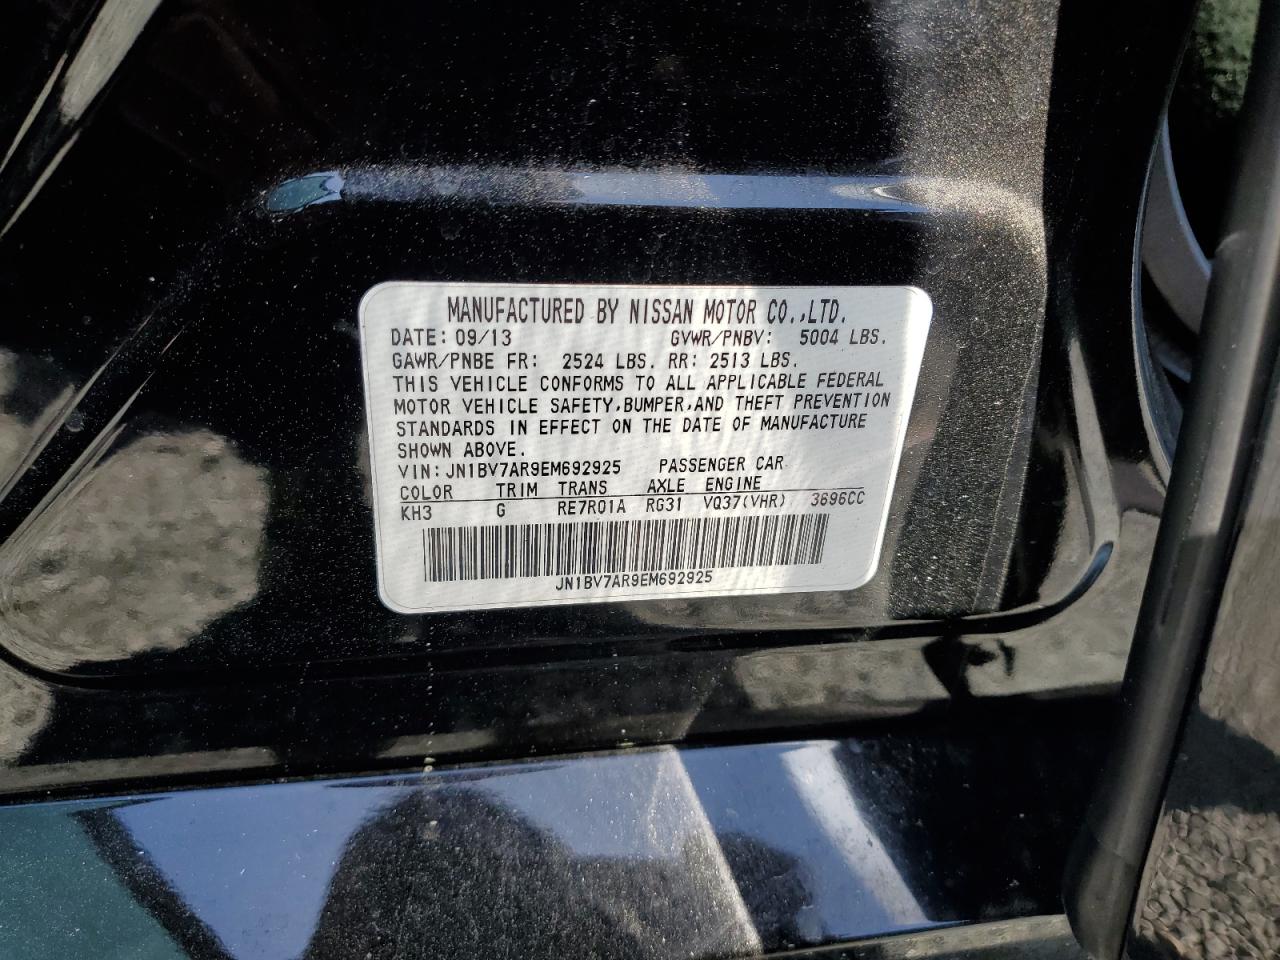 MANUFACTURED BY NISSAN MOTOR CO.,LTD.
DATE: 09/13 GVWR/PNBV: 5004 LBS.
GAWR/PNBE FR: 2524 LBS. RR: 2513 LBS.
THIS VEHICLE CONFORMS TO ALL APPLICABLE FEDERAL
MOTOR VEHICLE SAFETY,BUMPER,AND THEFT PREVENTION
STANDARDS IN EFFECT ON THE DATE OF MANUFACTURE
SHOWN ABOVE.
VIN:JN1BV7AR9EM692925 PASSENGER CAR
COLOR TRIM TRANS AXLE ENGINE
KH3 G RE7R01A RG31 VQ37(VHR) 3696CC
JN1BV7AR9EM692925